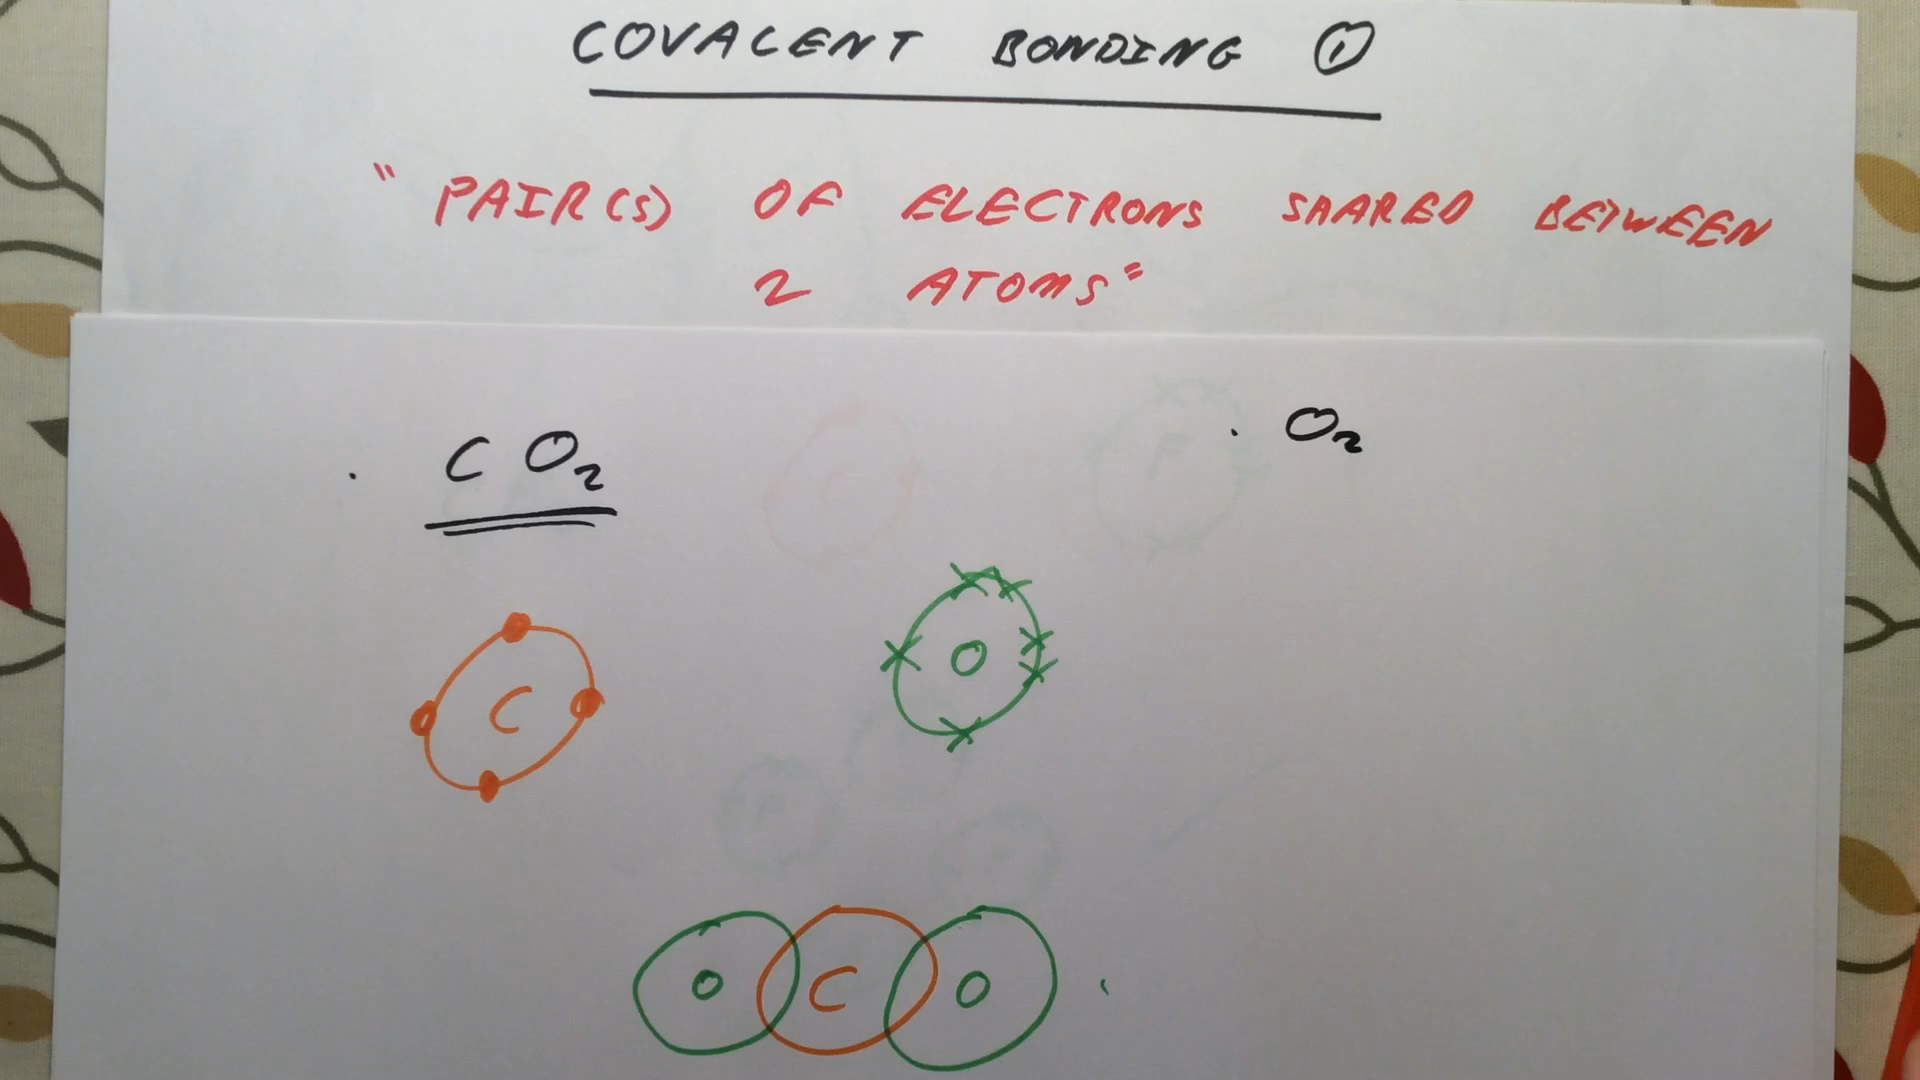 COVALENT BONDING ①
"PAIR(S) OF ELECTRONS SHARED BETWEEN
2 ATOMS"
. CO₂
. O₂
C
O
O C O